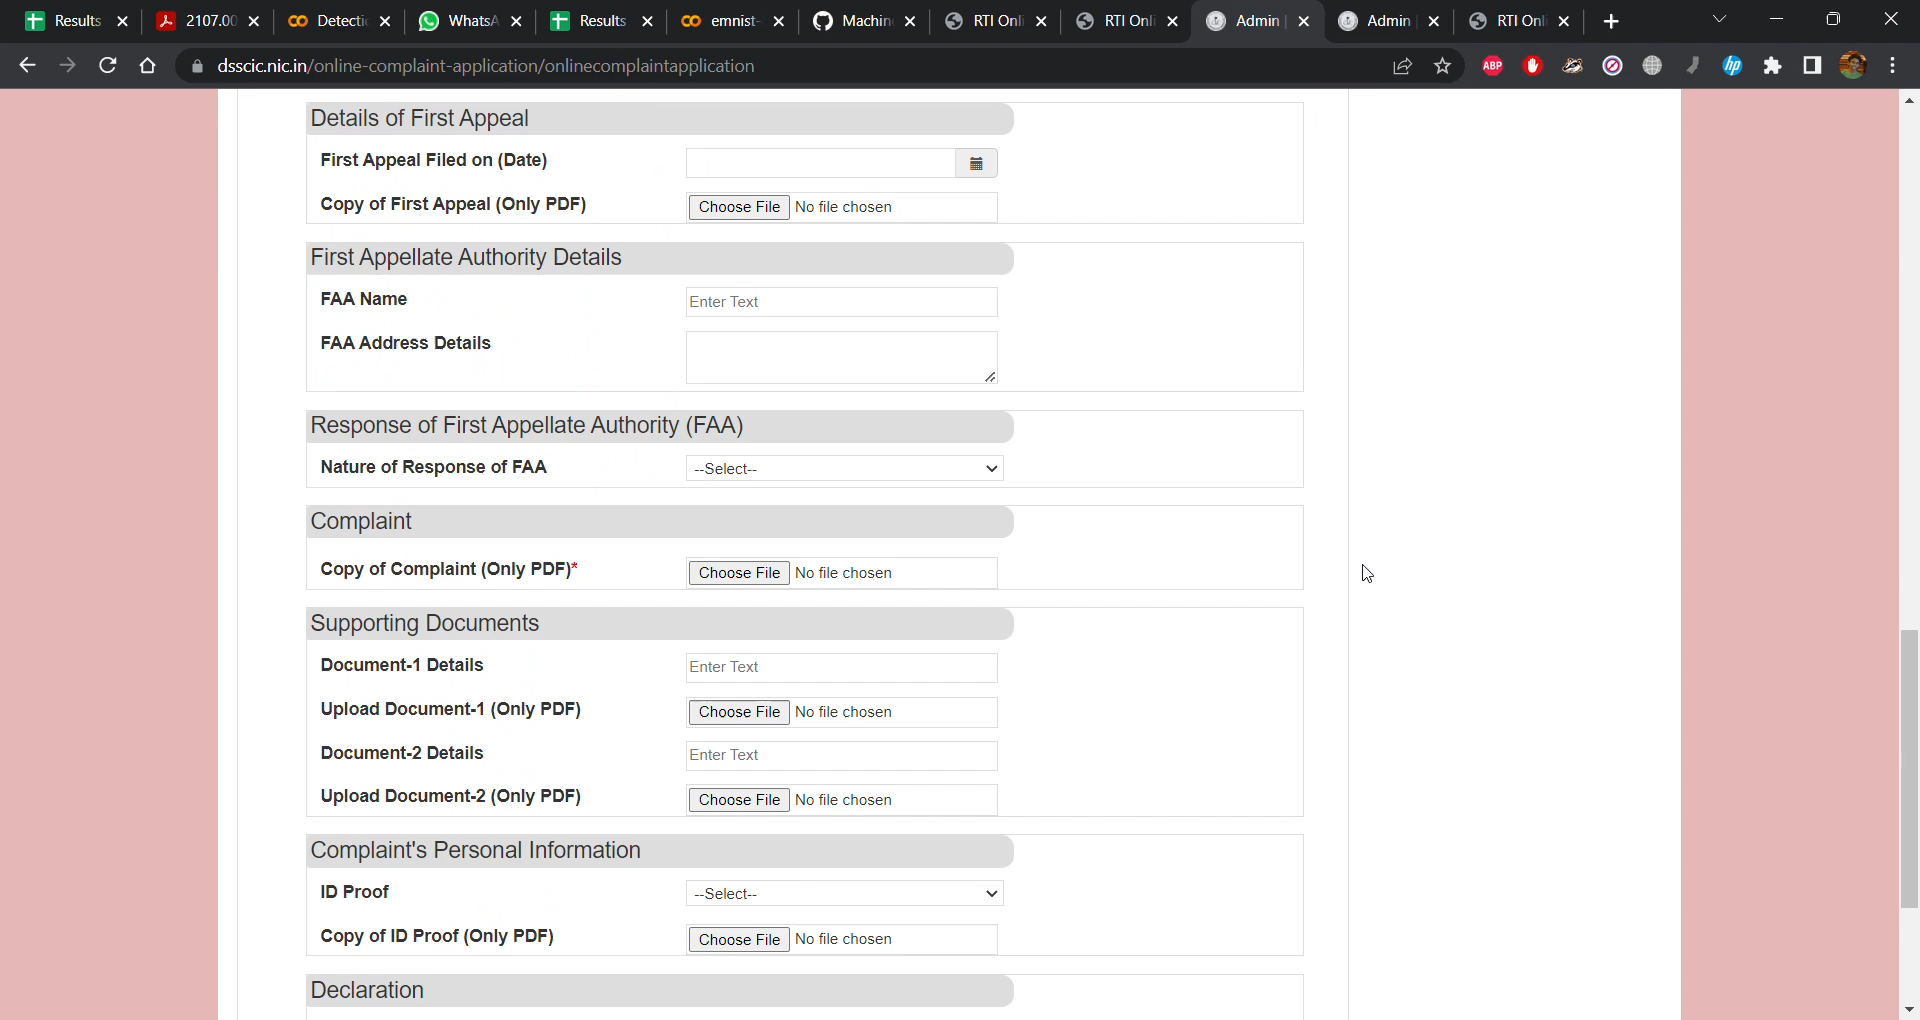 Results
2107.00
Detectic
WhatsA
Results
emnist-
Machin
RTI Onli
RTI Onli
Admin |
Admin |
RTI Onli
dsscic.nic.in/online-complaint-application/onlinecomplaintapplication
ABP
hp
Details of First Appeal
First Appeal Filed on (Date)
Copy of First Appeal (Only PDF) Choose File No file chosen
First Appellate Authority Details
FAA Name Enter Text
FAA Address Details
Response of First Appellate Authority (FAA)
Nature of Response of FAA --Select--
Complaint
Copy of Complaint (Only PDF)* Choose File No file chosen
Supporting Documents
Document-1 Details Enter Text
Upload Document-1 (Only PDF) Choose File No file chosen
Document-2 Details Enter Text
Upload Document-2 (Only PDF) Choose File No file chosen
Complaint's Personal Information
ID Proof --Select--
Copy of ID Proof (Only PDF) Choose File No file chosen
Declaration